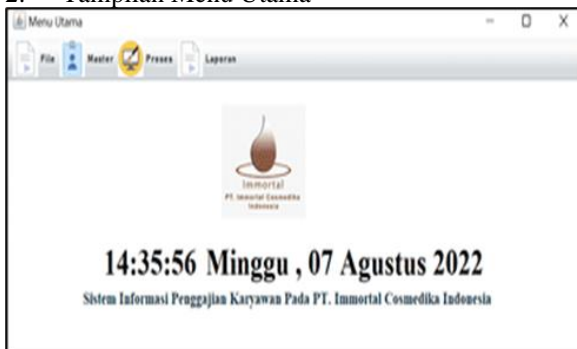 2. Tampilan Menu Utama
Menu Utama
File Master Proses Laporan
Immortal
PT. Immortal Cosmedika
Indonesia
14:35:56 Minggu , 07 Agustus 2022
Sistem Informasi Penggajian Karyawan Pada PT. Immortal Cosmedika Indonesia